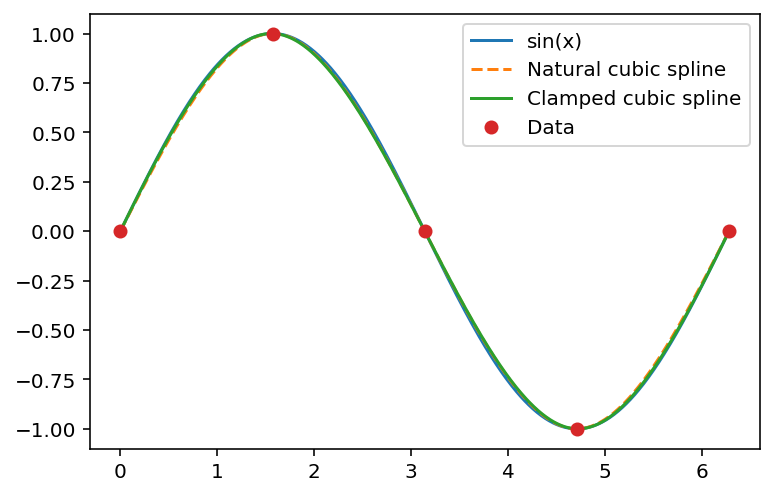 sin(x)
Natural cubic spline
Clamped cubic spline
Data
1.00
0.75
0.50
0.25
0.00
−0.25
−0.50
−0.75
−1.00
0 1 2 3 4 5 6